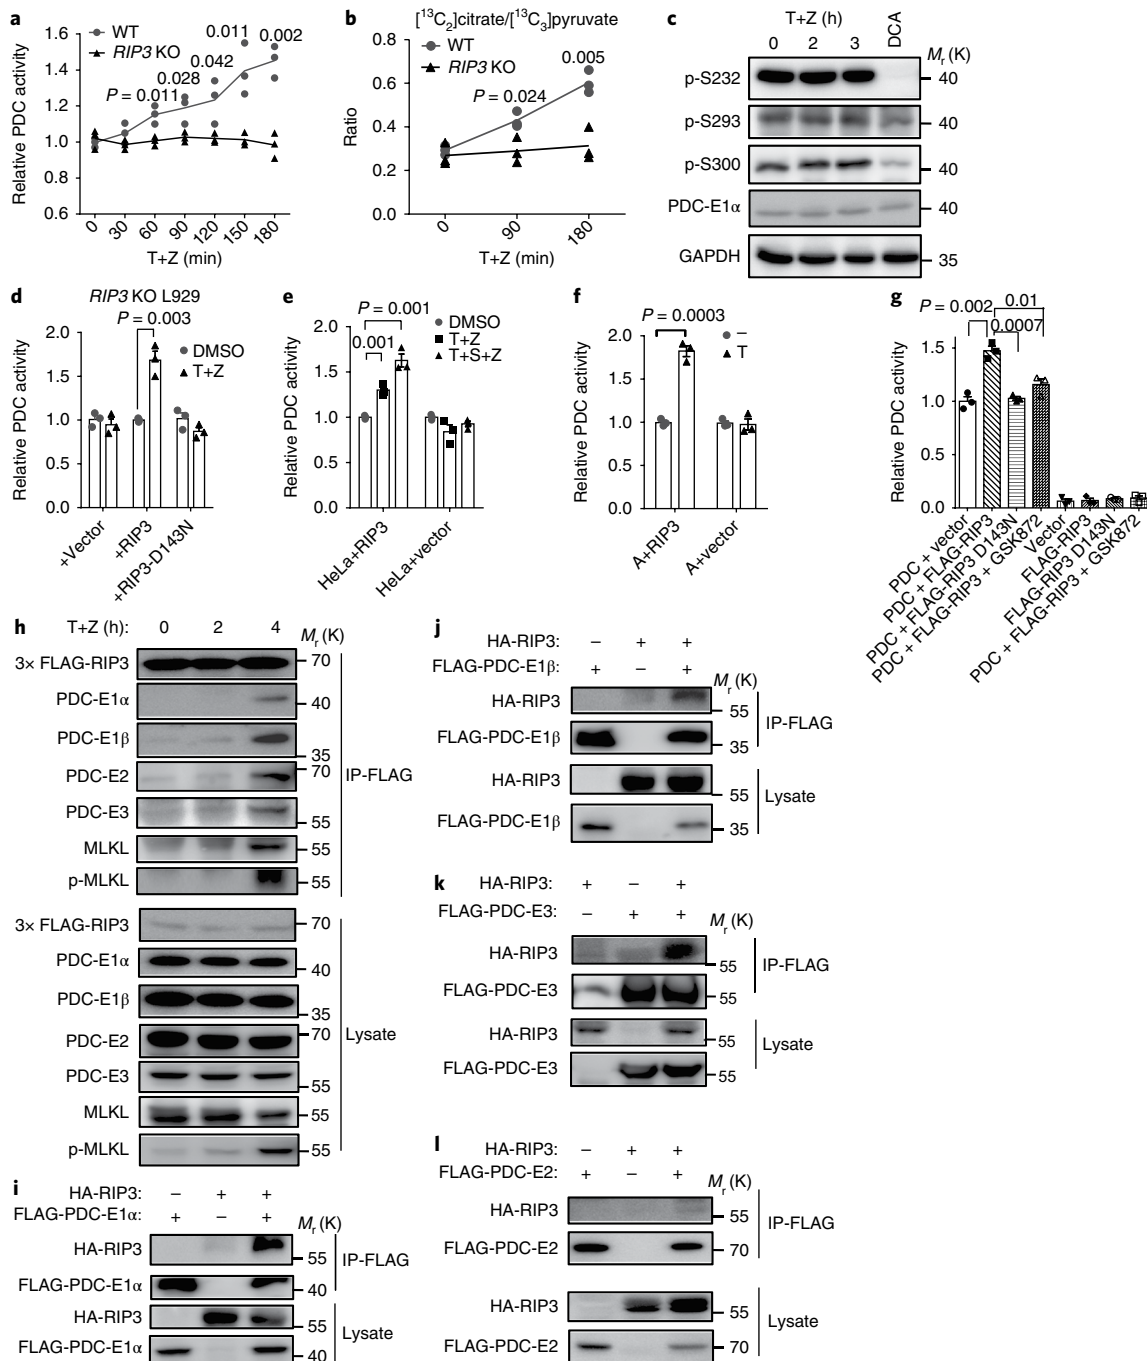 a
WT
RIP3 KO
0.011
0.002
0.042
0.028
P = 0.011
Relative PDC activity
1.6
1.4
1.2
1.0
0.8
0.6
0
30
60
90
120
150
180
T+Z (min)
b
[13C2]citrate/[13C3]pyruvate
WT
RIP3 KO
0.005
P = 0.024
Ratio
0.8
0.6
0.4
0.2
0.0
0
90
180
T+Z (min)
c
T+Z (h)
0 2 3 DCA
Mr (K)
p-S232 40
p-S293 40
p-S300 40
PDC-E1α 40
GAPDH 35
d
RIP3 KO L929
P = 0.003
DMSO
T+Z
Relative PDC activity
2.0
1.5
1.0
0.5
0.0
+Vector
+RIP3
+RIP3-D143N
e
P = 0.001
0.001
DMSO
T+Z
T+S+Z
Relative PDC activity
2.0
1.5
1.0
0.5
0.0
HeLa+RIP3
HeLa+vector
f
P = 0.0003
–
T
Relative PDC activity
2.0
1.5
1.0
0.5
0
A+RIP3
A+vector
g
P = 0.002
0.01
0.0007
Relative PDC activity
1.5
1.0
0.5
0.0
PDC + vector
PDC + FLAG-RIP3
PDC + FLAG-RIP3 D143N
PDC + FLAG-RIP3 + GSK872
Vector
FLAG-RIP3
FLAG-RIP3 D143N
PDC + FLAG-RIP3 + GSK872
h
T+Z (h): 0 2 4
Mr (K)
3× FLAG-RIP3 70
PDC-E1α 40
PDC-E1β 35
PDC-E2 70
PDC-E3 55
MLKL 55
p-MLKL 55
IP-FLAG
3× FLAG-RIP3 70
PDC-E1α 40
PDC-E1β 35
PDC-E2 70
PDC-E3 55
MLKL 55
p-MLKL 55
Lysate
i
HA-RIP3: – + +
FLAG-PDC-E1α: + – +
Mr (K)
HA-RIP3 55
FLAG-PDC-E1α 40
IP-FLAG
HA-RIP3 55
FLAG-PDC-E1α 40
Lysate
j
HA-RIP3: – + +
FLAG-PDC-E1β: + – +
Mr (K)
HA-RIP3 55
FLAG-PDC-E1β 35
IP-FLAG
HA-RIP3 55
FLAG-PDC-E1β 35
Lysate
k
HA-RIP3: + – +
FLAG-PDC-E3: – + +
Mr (K)
HA-RIP3 55
FLAG-PDC-E3 55
IP-FLAG
HA-RIP3 55
FLAG-PDC-E3 55
Lysate
l
HA-RIP3: – + +
FLAG-PDC-E2: + – +
Mr (K)
HA-RIP3 55
FLAG-PDC-E2 70
IP-FLAG
HA-RIP3 55
FLAG-PDC-E2 70
Lysate